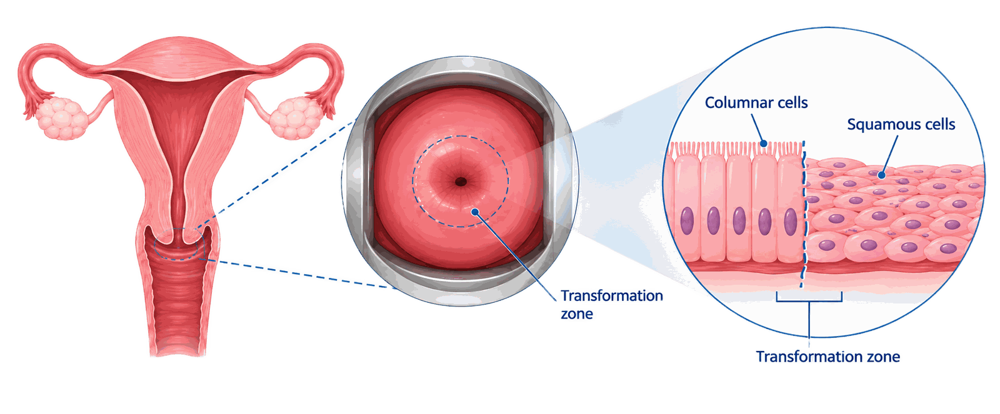 Columnar cells
Squamous cells
Transformation
zone
Transformation zone